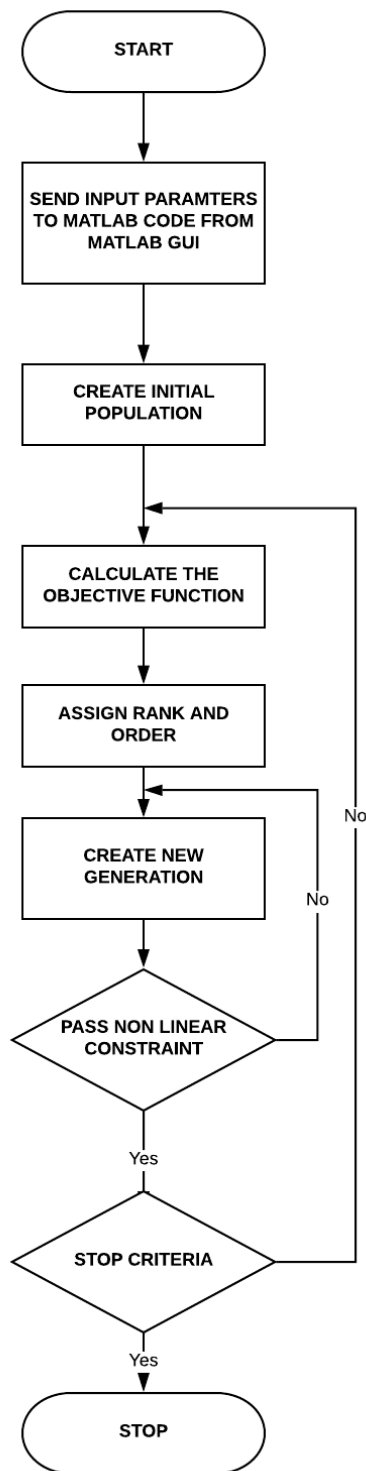 START
SEND INPUT PARAMTERS
TO MATLAB CODE FROM
MATLAB GUI
CREATE INITIAL
POPULATION
CALCULATE THE
OBJECTIVE FUNCTION
ASSIGN RANK AND
ORDER
No
CREATE NEW
GENERATION
No
PASS NON LINEAR
CONSTRAINT
Yes
STOP CRITERIA
Yes
STOP